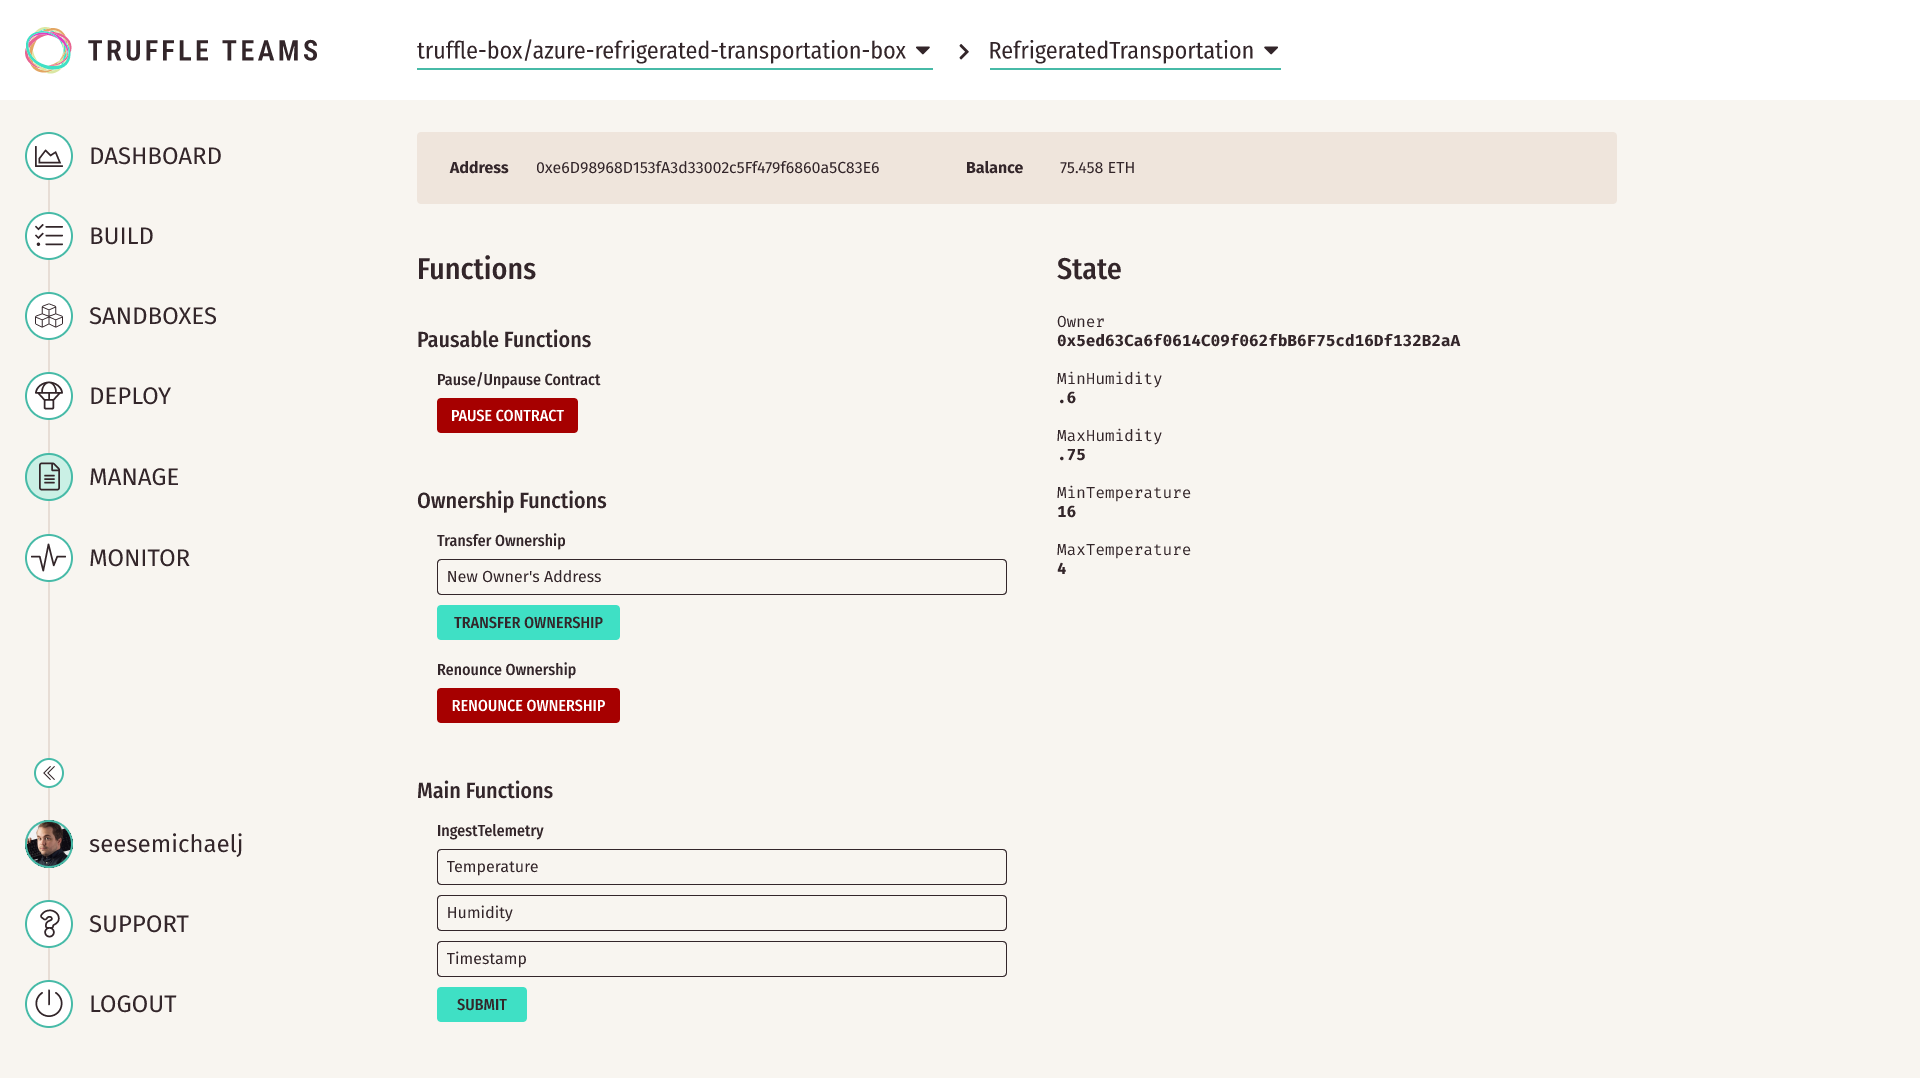 TRUFFLE TEAMS
truffle-box/azure-refrigerated-transportation-box
RefrigeratedTransportation
DASHBOARD
BUILD
SANDBOXES
DEPLOY
MANAGE
MONITOR
seesemichaelj
SUPPORT
LOGOUT
Address 0xe6D98968D153fA3d33002c5Ff479f6860a5C83E6 Balance 75.458 ETH
Functions
Pausable Functions
Pause/Unpause Contract
PAUSE CONTRACT
Ownership Functions
Transfer Ownership
New Owner's Address
TRANSFER OWNERSHIP
Renounce Ownership
RENOUNCE OWNERSHIP
Main Functions
IngestTelemetry
Temperature
Humidity
Timestamp
SUBMIT
State
Owner
0x5ed63Ca6f0614C09f062fbB6F75cd16Df132B2aA
MinHumidity
.6
MaxHumidity
.75
MinTemperature
16
MaxTemperature
4